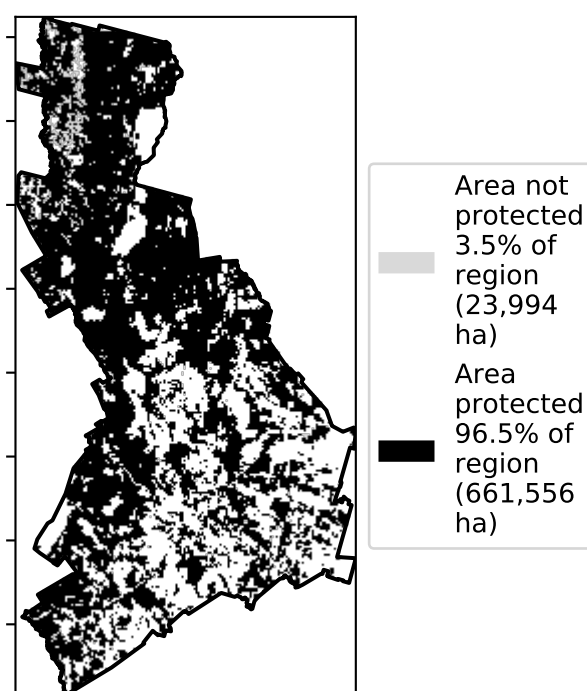 Area not
protected
3.5% of
region
(23,994
ha)
Area
protected
96.5% of
region
(661,556
ha)